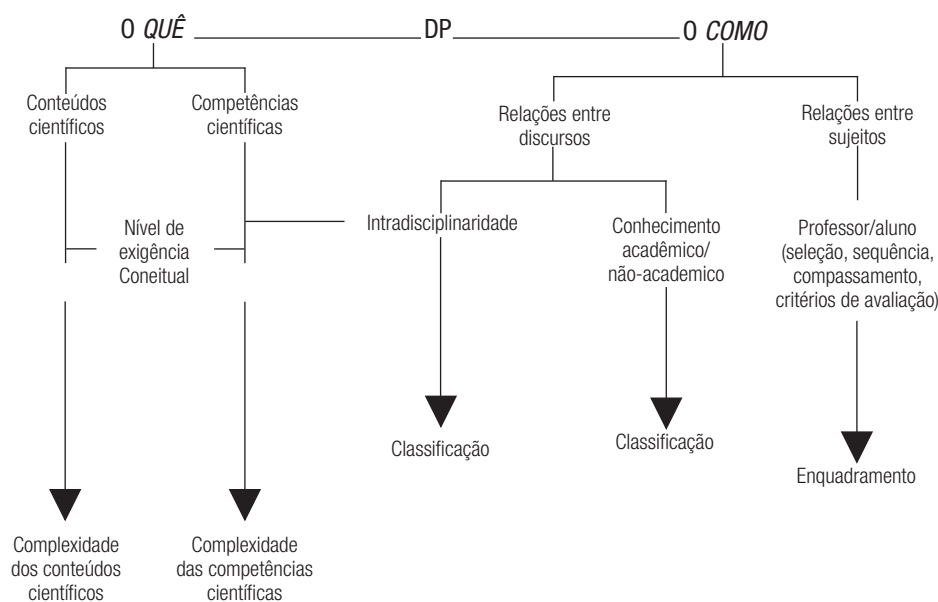 O QUÊ DP O COMO
Conteúdos
científicos
Competências
científicas
Relações entre
discursos
Relações entre
sujeitos
Nível de
exigência
Coneitual
Intradisciplinaridade
Conhecimento
acadêmico/
não-academico
Professor/aluno
(seleção, sequência,
compassamento,
critérios de avaliação)
Classificação
Classificação
Enquadramento
Complexidade
dos conteúdos
científicos
Complexidade
das competências
científicas